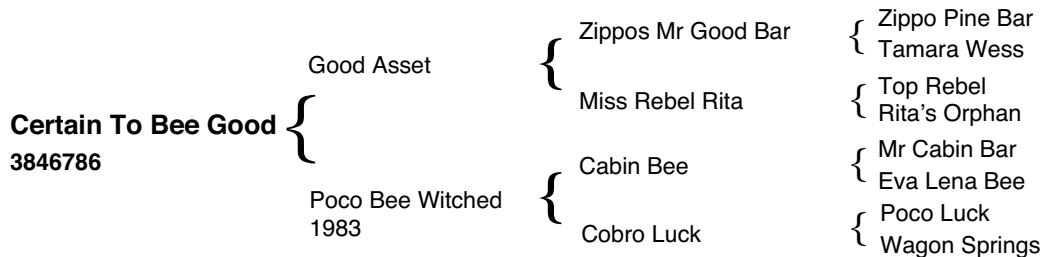 Zippo Pine Bar
Zippos Mr Good Bar
Tamara Wess
Good Asset
Top Rebel
Miss Rebel Rita
Rita's Orphan
Certain To Bee Good
3846786
Mr Cabin Bar
Cabin Bee
Eva Lena Bee
Poco Bee Witched
1983
Poco Luck
Cobro Luck
Wagon Springs